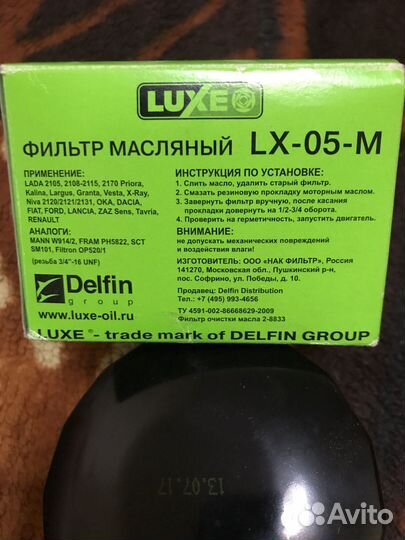 LUXE
ФИЛЬТР МАСЛЯНЫЙ LX-05-M
ПРИМЕНЕНИЕ:
LADA 2105, 2108-2115, 2170 Priora,
Kalina, Largus, Granta, Vesta, X-Ray,
Niva 2120/2121/2131, OKA, DACIA,
FIAT, FORD, LANCIA, ZAZ Sens, Tavria,
RENAULT
АНАЛОГИ:
MANN W914/2, FRAM PH5822, SCT
SM101, Filtron OP520/1
(резьба 3/4"-16 UNF)
Delfin
group
www.luxe-oil.ru
ИНСТРУКЦИЯ ПО УСТАНОВКЕ:
1. Слить масло, удалить старый фильтр.
2. Смазать резиновую прокладку моторным маслом.
3. Завернуть фильтр вручную, после касания
прокладки довернуть на 1/2-3/4 оборота.
4. Проверить на герметичность, запустить двигатель.
ВНИМАНИЕ:
не допускать механических повреждений
и воздействия влаги!
ИЗГОТОВИТЕЛЬ: ООО «НАК ФИЛЬТР», Россия
141270, Московская обл., Пушкинский р-н,
пос. Софрино, ул. Победы, д. 10.
Продавец: Delfin Distribution
Тел.: +7 (495) 993-4656
ТУ 4591-002-86668629-2009
Фильтр очистки масла 2-8833
LUXE ® - trade mark of DELFIN GROUP
13.07.17
Avito